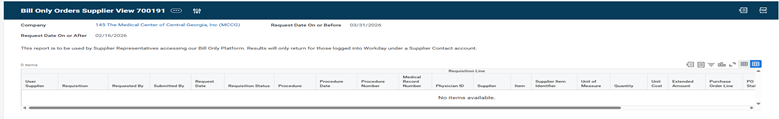 Bill Only Orders Supplier View 700191
Company 145 The Medical Center of Central Georgia, Inc (MCCG) Request Date On or Before 03/31/2026
Request Date On or After 02/16/2026
This report is to be used by Supplier Representatives accessing our Bill Only Platform. Results will only return for those logged into Workday under a Supplier Contact account.
0 items
Requisition Line
User Supplier Requisition Requested By Submitted By Request Date Requisition Status Procedure Procedure Date Procedure Number Medical Record Number Physician ID Supplier Item Supplier Item Identifier Unit of Measure Quantity Unit Cost Extended Amount Purchase Order Line PO Stat
No items available.